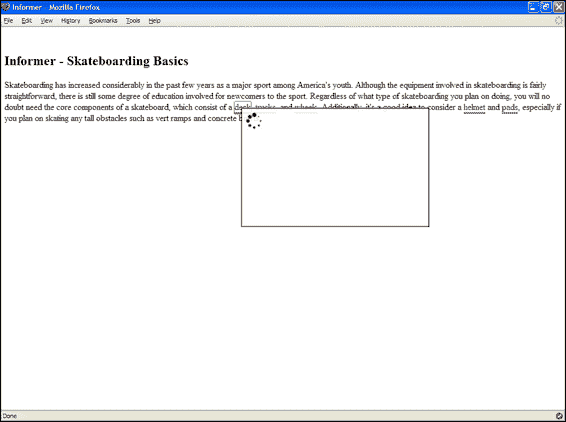 Informer - Mozilla Firefox
File Edit View History Bookmarks Tools Help
Informer - Skateboarding Basics
Skateboarding has increased considerably in the past few years as a major sport among America's youth. Although the equipment involved in skateboarding is fairly
straightforward, there is still some degree of education involved for newcomers to the sport. Regardless of what type of skateboarding you plan on doing, you will no
doubt need the core components of a skateboard, which consist of a deck, trucks, and wheels. Additionally, it's a good idea to consider a helmet and pads, especially if
you plan on skating any tall obstacles such as vert ramps and concrete
Done